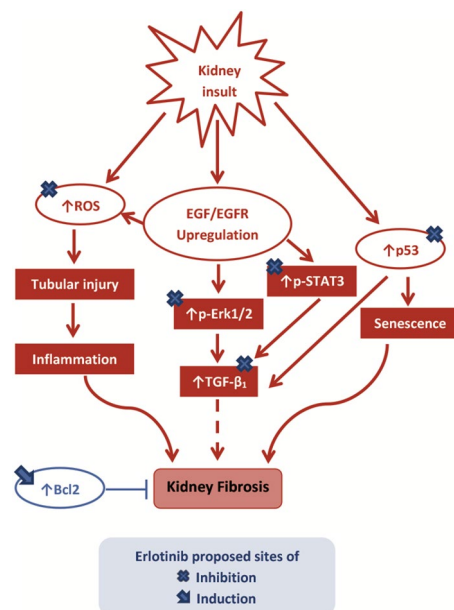 Kidney
insult
↑ROS
EGF/EGFR
Upregulation
↑p53
Tubular injury
↑p-STAT3
↑p-Erk1/2
Senescence
Inflammation
↑TGF-β₁
↑Bcl2
Kidney Fibrosis
Erlotinib proposed sites of
Inhibition
Induction